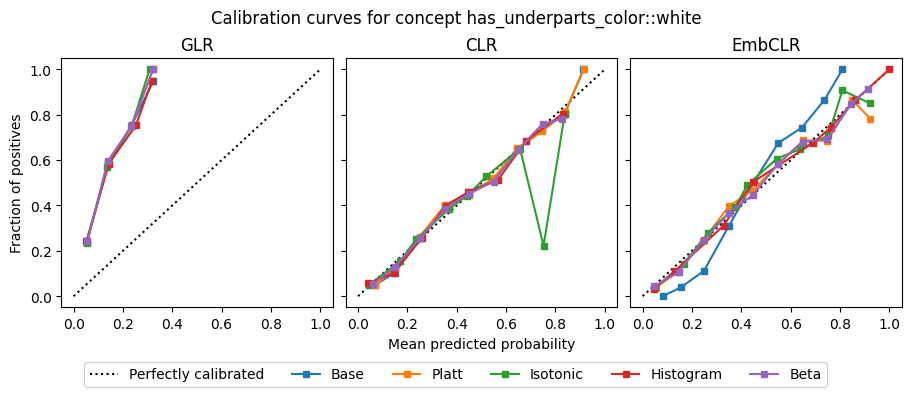 Calibration curves for concept has_underparts_color::white
GLR
CLR
EmbCLR
Fraction of positives
1.0
0.8
0.6
0.4
0.2
0.0
0.0 0.2 0.4 0.6 0.8 1.0
0.0 0.2 0.4 0.6 0.8 1.0
0.0 0.2 0.4 0.6 0.8 1.0
Mean predicted probability
Perfectly calibrated Base Platt Isotonic Histogram Beta